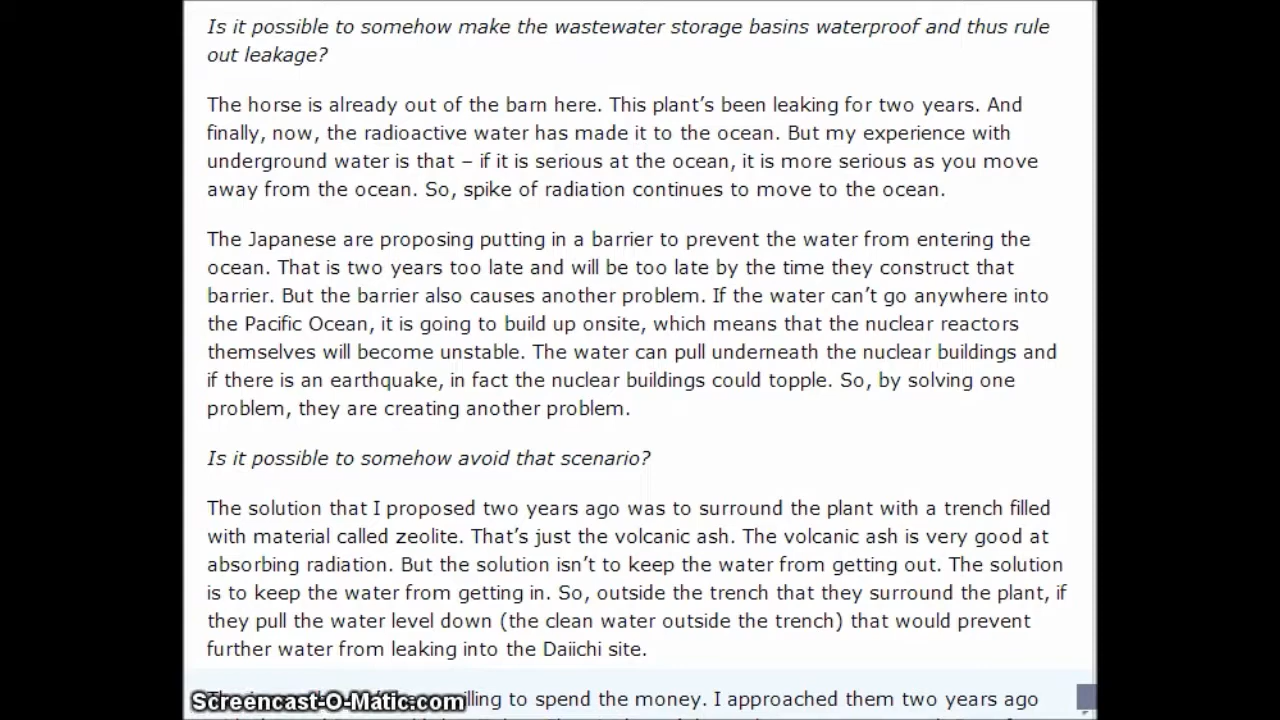 Is it possible to somehow make the wastewater storage basins waterproof and thus rule
out leakage?
The horse is already out of the barn here. This plant’s been leaking for two years. And
finally, now, the radioactive water has made it to the ocean. But my experience with
underground water is that – if it is serious at the ocean, it is more serious as you move
away from the ocean. So, spike of radiation continues to move to the ocean.
The Japanese are proposing putting in a barrier to prevent the water from entering the
ocean. That is two years too late and will be too late by the time they construct that
barrier. But the barrier also causes another problem. If the water can’t go anywhere into
the Pacific Ocean, it is going to build up onsite, which means that the nuclear reactors
themselves will become unstable. The water can pull underneath the nuclear buildings and
if there is an earthquake, in fact the nuclear buildings could topple. So, by solving one
problem, they are creating another problem.
Is it possible to somehow avoid that scenario?
The solution that I proposed two years ago was to surround the plant with a trench filled
with material called zeolite. That’s just the volcanic ash. The volcanic ash is very good at
absorbing radiation. But the solution isn’t to keep the water from getting out. The solution
is to keep the water from getting in. So, outside the trench that they surround the plant, if
they pull the water level down (the clean water outside the trench) that would prevent
further water from leaking into the Daiichi site.
Screencast-O-Matic.com to spend the money. I approached them two years ago